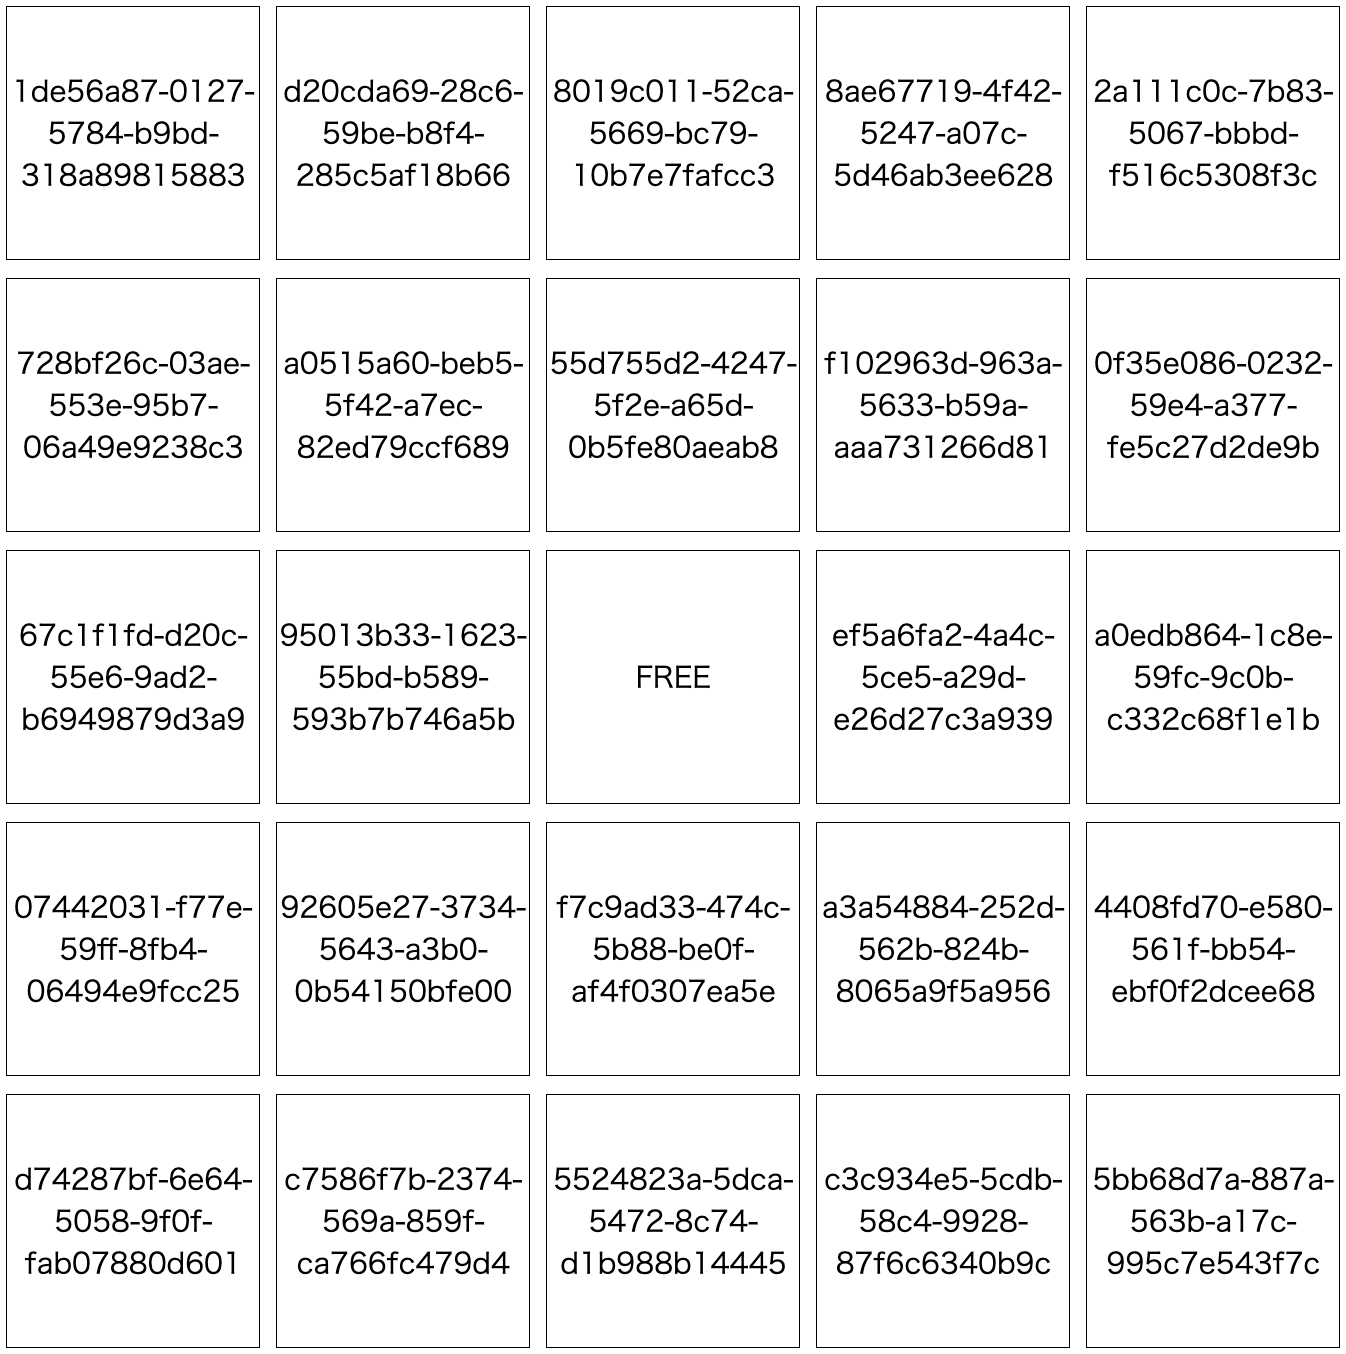 1de56a87-0127-
5784-b9bd-
318a89815883
d20cda69-28c6-
59be-b8f4-
285c5af18b66
8019c011-52ca-
5669-bc79-
10b7e7fafcc3
8ae67719-4f42-
5247-a07c-
5d46ab3ee628
2a111c0c-7b83-
5067-bbbd-
f516c5308f3c
728bf26c-03ae-
553e-95b7-
06a49e9238c3
a0515a60-beb5-
5f42-a7ec-
82ed79ccf689
55d755d2-4247-
5f2e-a65d-
0b5fe80aeab8
f102963d-963a-
5633-b59a-
aaa731266d81
0f35e086-0232-
59e4-a377-
fe5c27d2de9b
67c1f1fd-d20c-
55e6-9ad2-
b6949879d3a9
95013b33-1623-
55bd-b589-
593b7b746a5b
FREE
ef5a6fa2-4a4c-
5ce5-a29d-
e26d27c3a939
a0edb864-1c8e-
59fc-9c0b-
c332c68f1e1b
07442031-f77e-
59ff-8fb4-
06494e9fcc25
92605e27-3734-
5643-a3b0-
0b54150bfe00
f7c9ad33-474c-
5b88-be0f-
af4f0307ea5e
a3a54884-252d-
562b-824b-
8065a9f5a956
4408fd70-e580-
561f-bb54-
ebf0f2dcee68
d74287bf-6e64-
5058-9f0f-
fab07880d601
c7586f7b-2374-
569a-859f-
ca766fc479d4
5524823a-5dca-
5472-8c74-
d1b988b14445
c3c934e5-5cdb-
58c4-9928-
87f6c6340b9c
5bb68d7a-887a-
563b-a17c-
995c7e543f7c